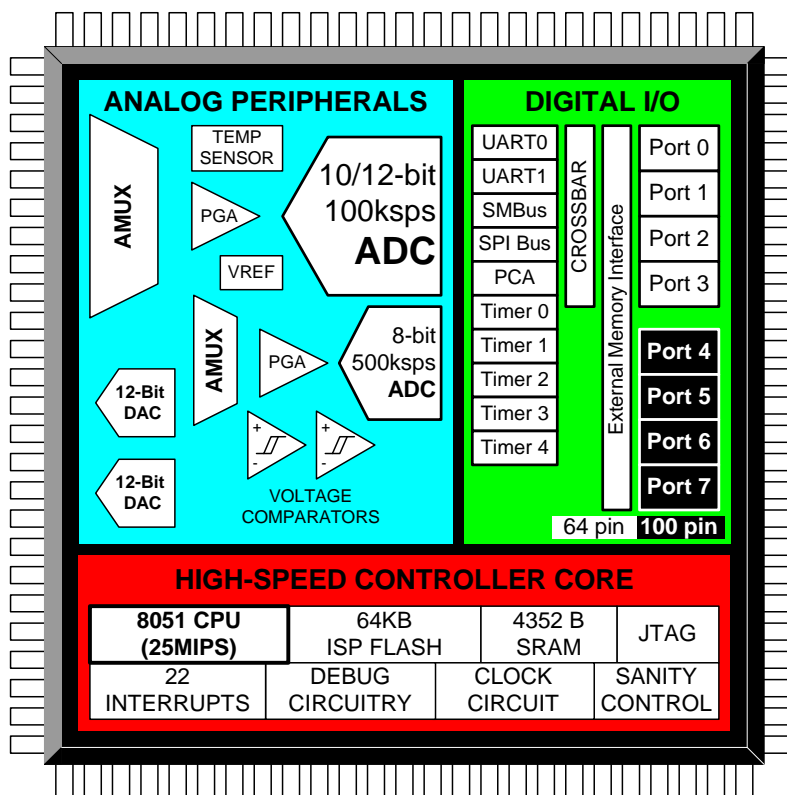 ANALOG PERIPHERALS
AMUX
TEMP
SENSOR
PGA
VREF
10/12-bit
100ksps
ADC
AMUX
PGA
8-bit
500ksps
ADC
12-Bit
DAC
12-Bit
DAC
+
-
+
-
VOLTAGE
COMPARATORS
DIGITAL I/O
UART0
UART1
SMBus
SPI Bus
PCA
Timer 0
Timer 1
Timer 2
Timer 3
Timer 4
CROSSBAR
External Memory Interface
Port 0
Port 1
Port 2
Port 3
Port 4
Port 5
Port 6
Port 7
64 pin 100 pin
HIGH-SPEED CONTROLLER CORE
8051 CPU
(25MIPS)
64KB
ISP FLASH
4352 B
SRAM
JTAG
22
INTERRUPTS
DEBUG
CIRCUITRY
CLOCK
CIRCUIT
SANITY
CONTROL